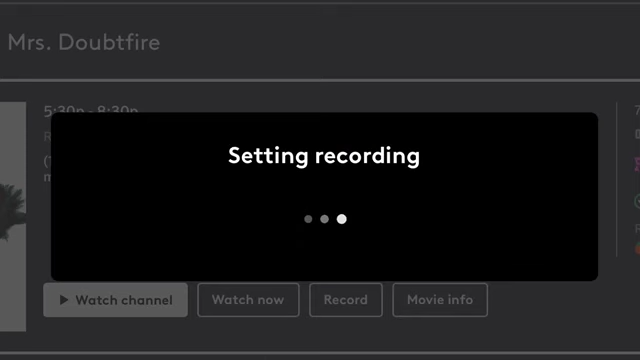 Mrs. Doubtfire
5:30p - 8:30p
Setting recording
Watch channel
Watch now
Record
Movie info